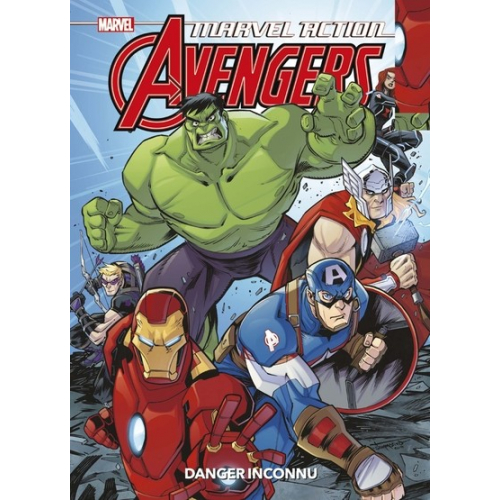 MARVEL
MARVEL ACTION
AVENGERS
A
A
DANGER INCONNU